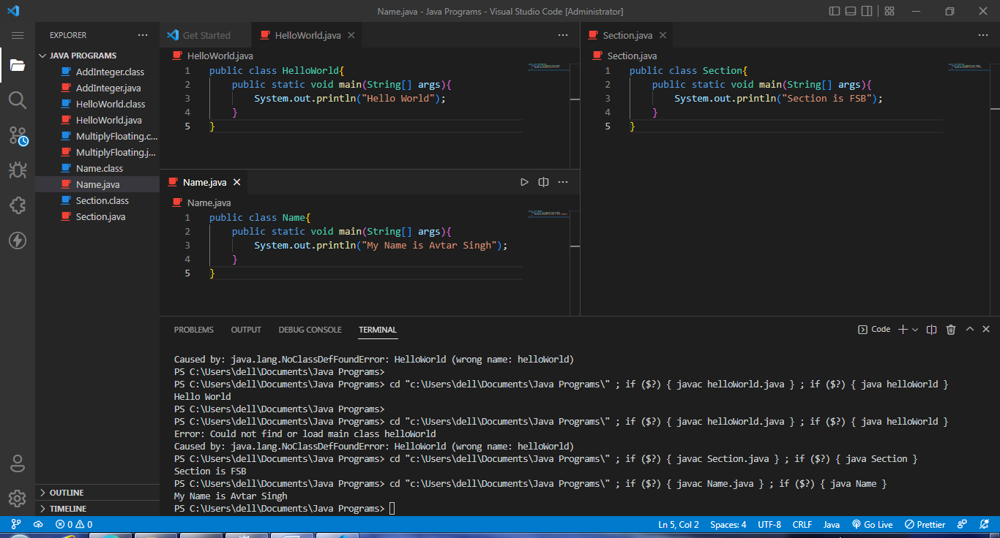 Name.java - Java Programs - Visual Studio Code [Administrator]
EXPLORER
JAVA PROGRAMS
AddInteger.class
AddInteger.java
HelloWorld.class
HelloWorld.java
MultiplyFloating.c...
MultiplyFloating.j...
Name.class
Name.java
Section.class
Section.java
OUTLINE
TIMELINE
Get Started
HelloWorld.java
HelloWorld.java
1 public class HelloWorld{
2 public static void main(String[] args){
3 System.out.println("Hello World");
4 }
5 }
Section.java
Section.java
1 public class Section{
2 public static void main(String[] args){
3 System.out.println("Section is FSB");
4 }
5 }
Name.java
Name.java
1 public class Name{
2 public static void main(String[] args){
3 System.out.println("My Name is Avtar Singh");
4 }
5 }
PROBLEMS OUTPUT DEBUG CONSOLE TERMINAL
Code
Caused by: java.lang.NoClassDefFoundError: HelloWorld (wrong name: helloWorld)
PS C:\Users\dell\Documents\Java Programs>
PS C:\Users\dell\Documents\Java Programs> cd "c:\Users\dell\Documents\Java Programs\" ; if ($?) { javac helloWorld.java } ; if ($?) { java helloWorld }
Hello World
PS C:\Users\dell\Documents\Java Programs>
PS C:\Users\dell\Documents\Java Programs> cd "c:\Users\dell\Documents\Java Programs\" ; if ($?) { javac helloWorld.java } ; if ($?) { java helloWorld }
Error: Could not find or load main class helloWorld
Caused by: java.lang.NoClassDefFoundError: HelloWorld (wrong name: helloWorld)
PS C:\Users\dell\Documents\Java Programs> cd "c:\Users\dell\Documents\Java Programs\" ; if ($?) { javac Section.java } ; if ($?) { java Section }
Section is FSB
PS C:\Users\dell\Documents\Java Programs> cd "c:\Users\dell\Documents\Java Programs\" ; if ($?) { javac Name.java } ; if ($?) { java Name }
My Name is Avtar Singh
PS C:\Users\dell\Documents\Java Programs>
0 0 Ln 5, Col 2 Spaces: 4 UTF-8 CRLF Java Go Live Prettier